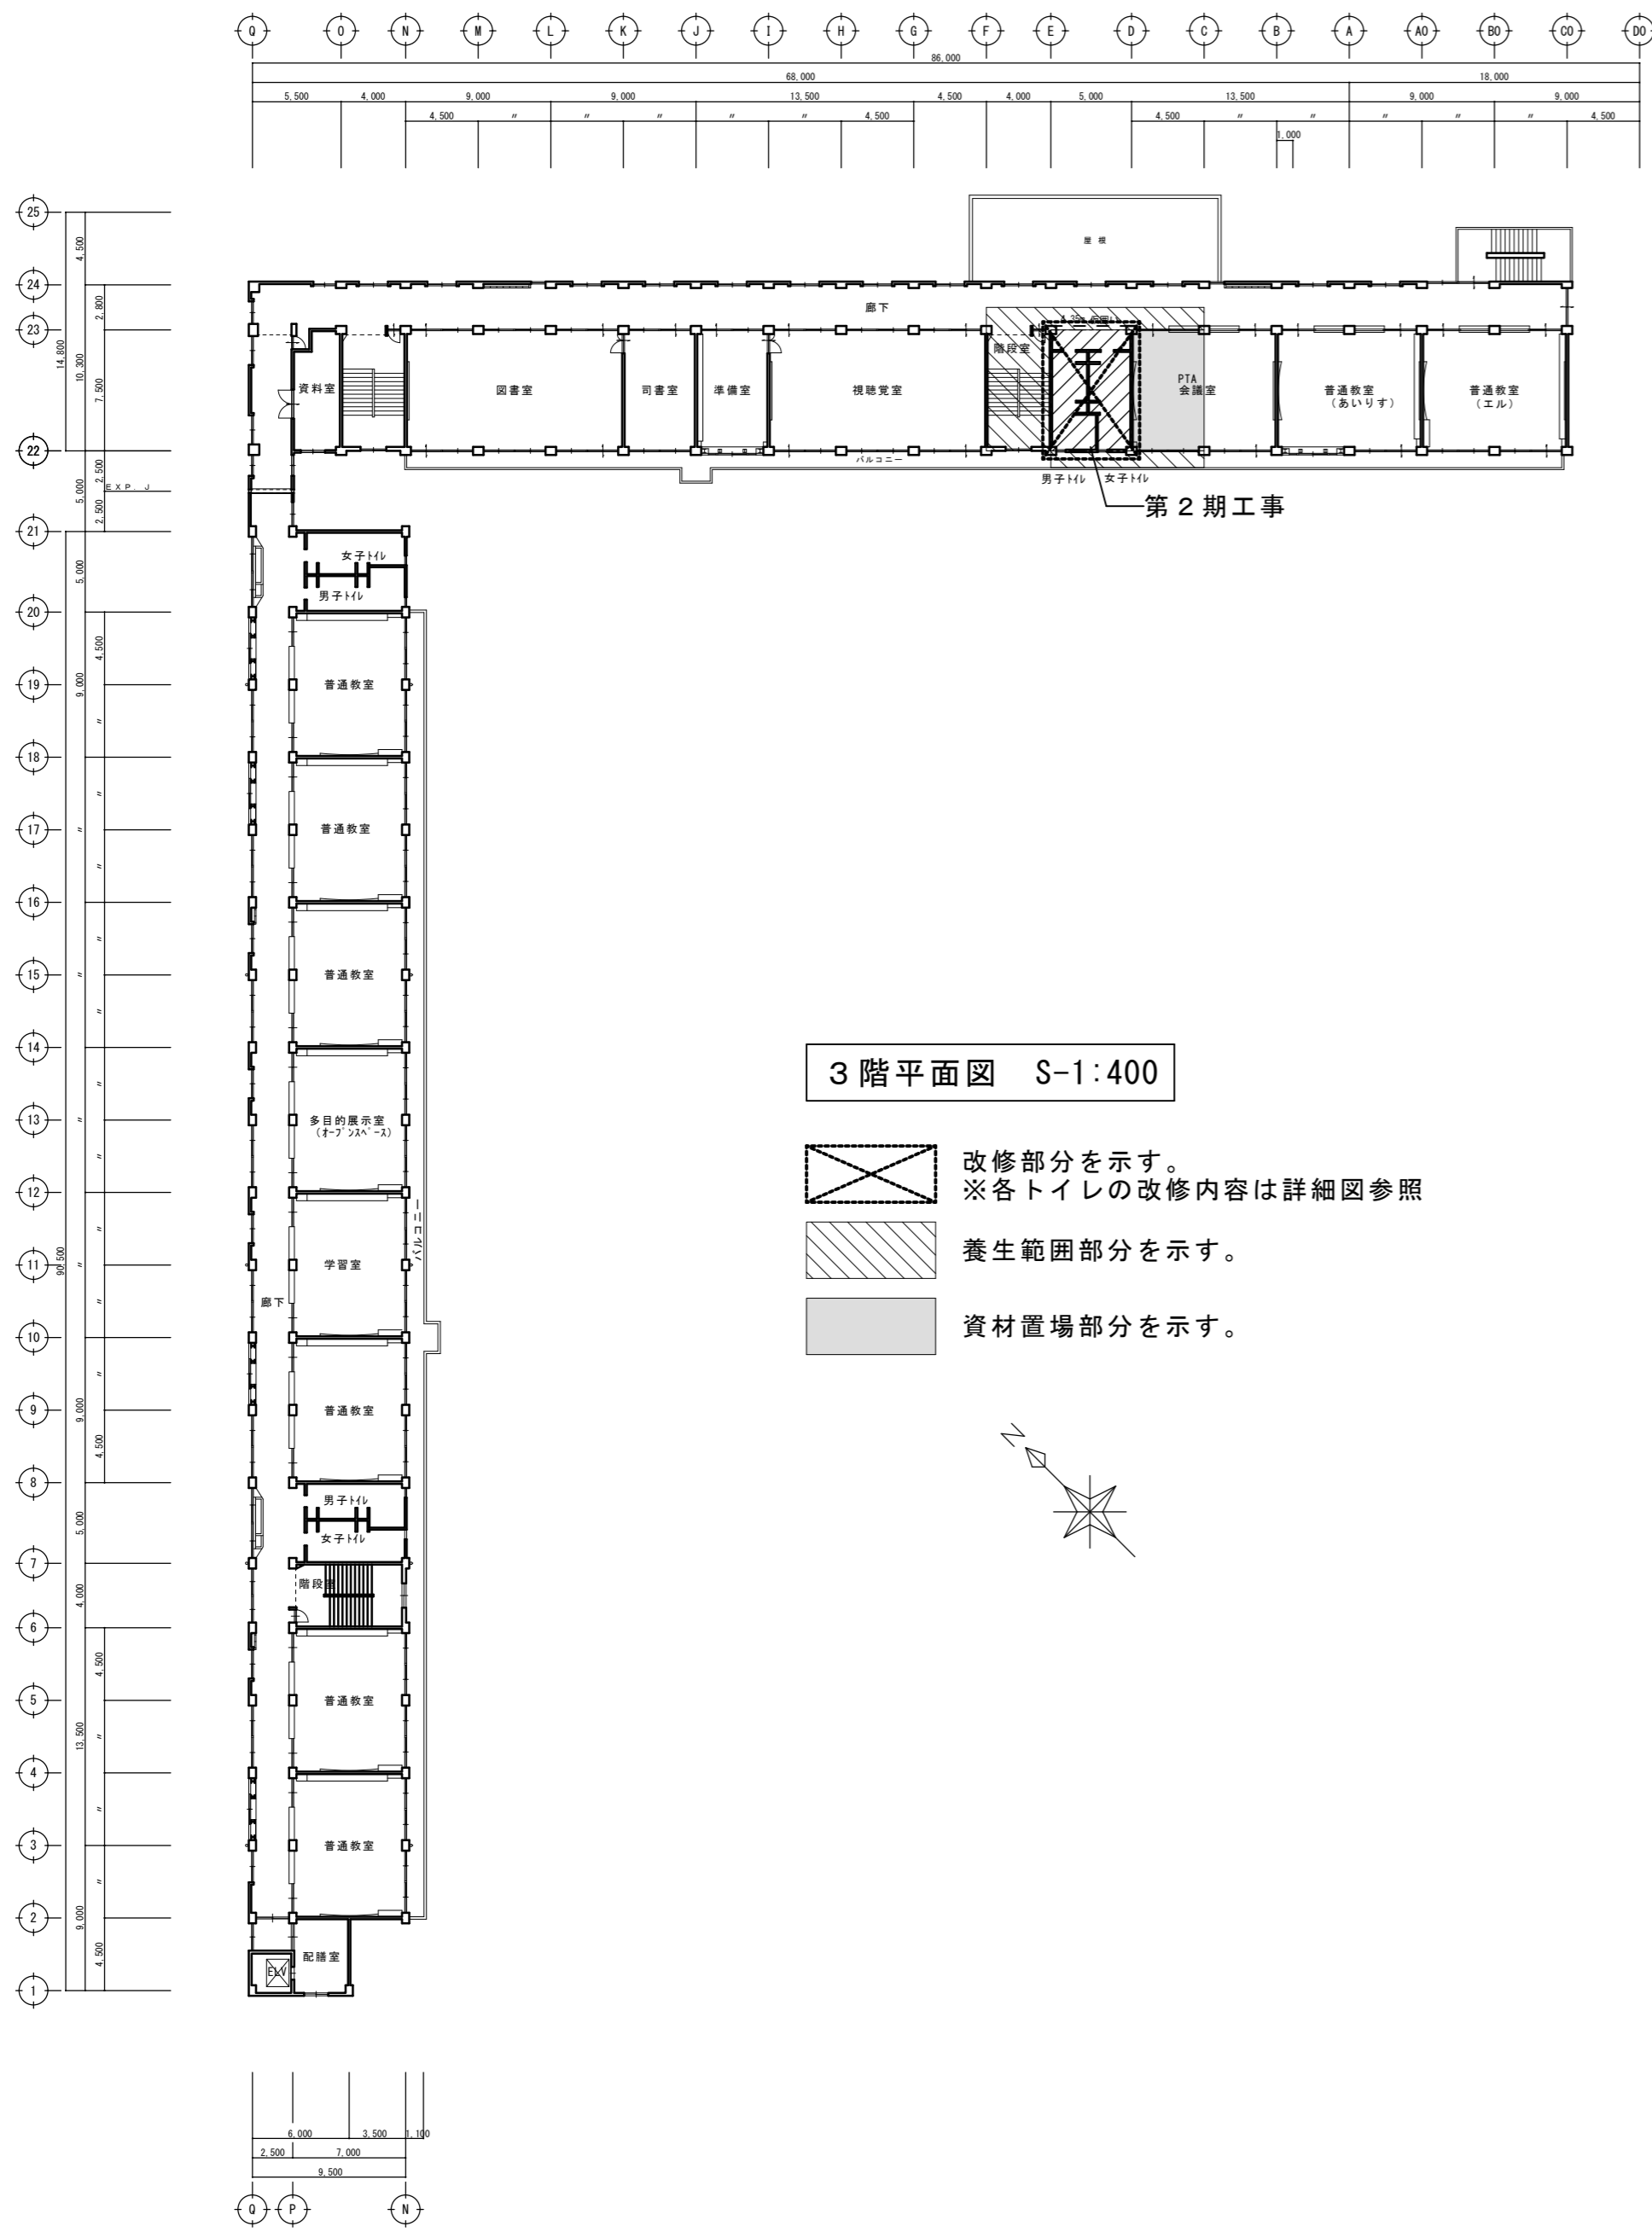 Q O N M L K J I H G F E D C B A AO BO CO DO
86,000
68,000 18,000
5,500 4,000 9,000 9,000 13,500 4,500 4,000 5,000 13,500 9,000 9,000
4,500 〃 〃 〃 〃 〃 4,500 4,500 〃 〃 〃 〃 〃 4,500
1,000
25
4,500
屋根
24
2,800
廊下
23
14,800
10,300
7,500
階段室
資料室
図書室
司書室
準備室
視聴覚室
PTA
会議室
普通教室
(あいりす)
普通教室
(エル)
22
バルコニー
男子トイレ 女子トイレ
第2期工事
5,000
2,500
EXP. J
2,500
21
5,000
女子トイレ
男子トイレ
20
4,500
9,000
19
普通教室
〃
18
〃
17
〃
普通教室
〃
16
〃
15
〃
普通教室
〃
14
3階平面図 S-1:400
〃
13
〃
多目的展示室
(オープンスペース)
〃
改修部分を示す。
※各トイレの改修内容は詳細図参照
12
バルコニー
〃
養生範囲部分を示す。
11
90,500
〃
学習室
廊下
〃
資材置場部分を示す。
10
〃
9
9,000
普通教室
4,500
N
8
男子トイレ
5,000
女子トイレ
7
階段室
4,000
6
4,500
5
普通教室
13,500
〃
4
〃
3
普通教室
〃
2
9,000
4,500
配膳室
ELV
1
6,000 3,500 1,100
2,500 7,000
9,500
Q P N